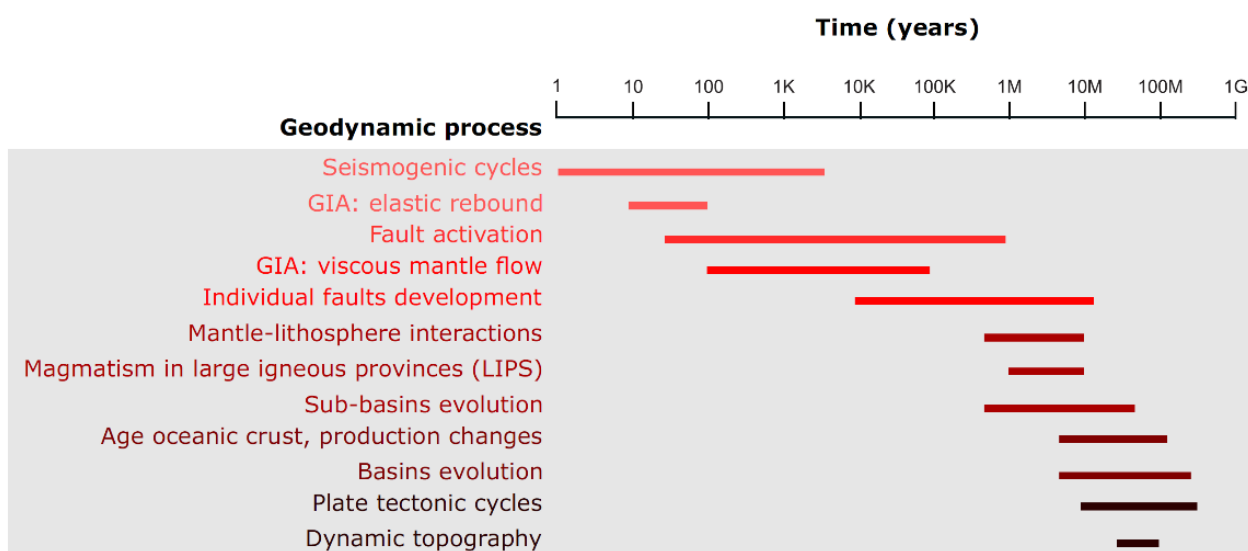 Time (years)
1 10 100 1K 10K 100K 1M 10M 100M 1G
Geodynamic process
Seismogenic cycles
GIA: elastic rebound
Fault activation
GIA: viscous mantle flow
Individual faults development
Mantle-lithosphere interactions
Magmatism in large igneous provinces (LIPS)
Sub-basins evolution
Age oceanic crust, production changes
Basins evolution
Plate tectonic cycles
Dynamic topography